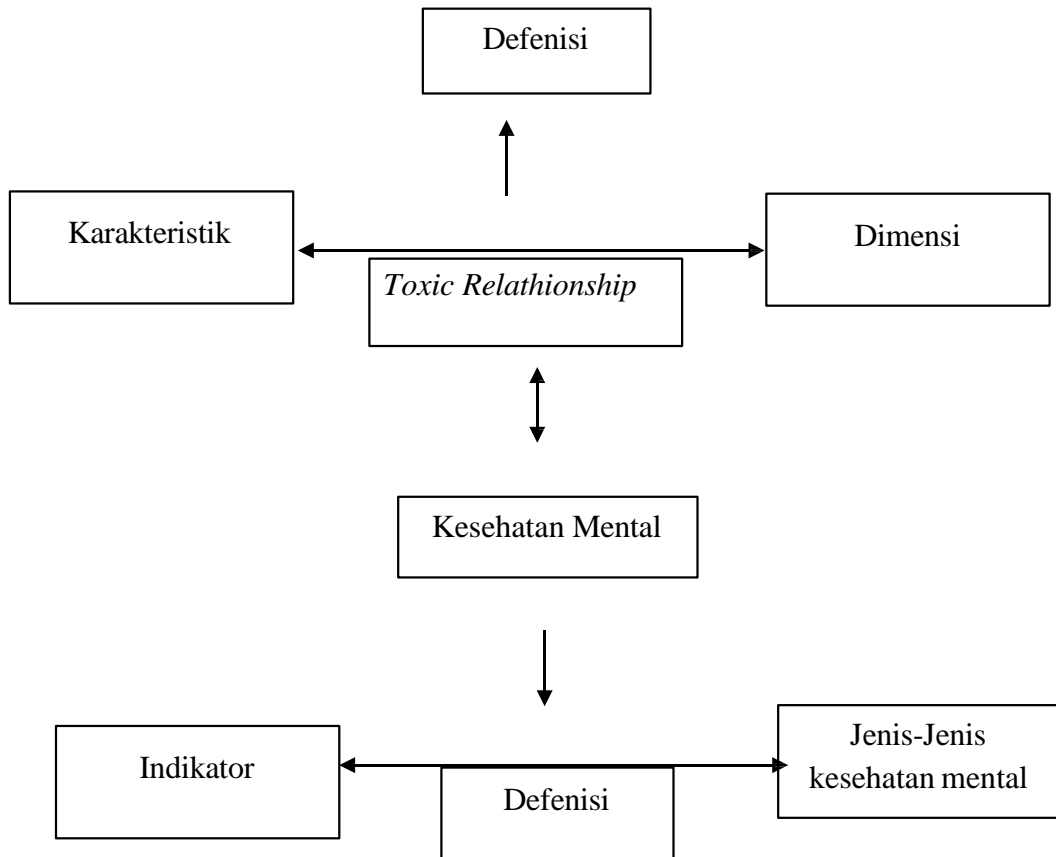 Defenisi
Karakteristik
Dimensi
Toxic Relathionship
Kesehatan Mental
Indikator
Jenis-Jenis
kesehatan mental
Defenisi